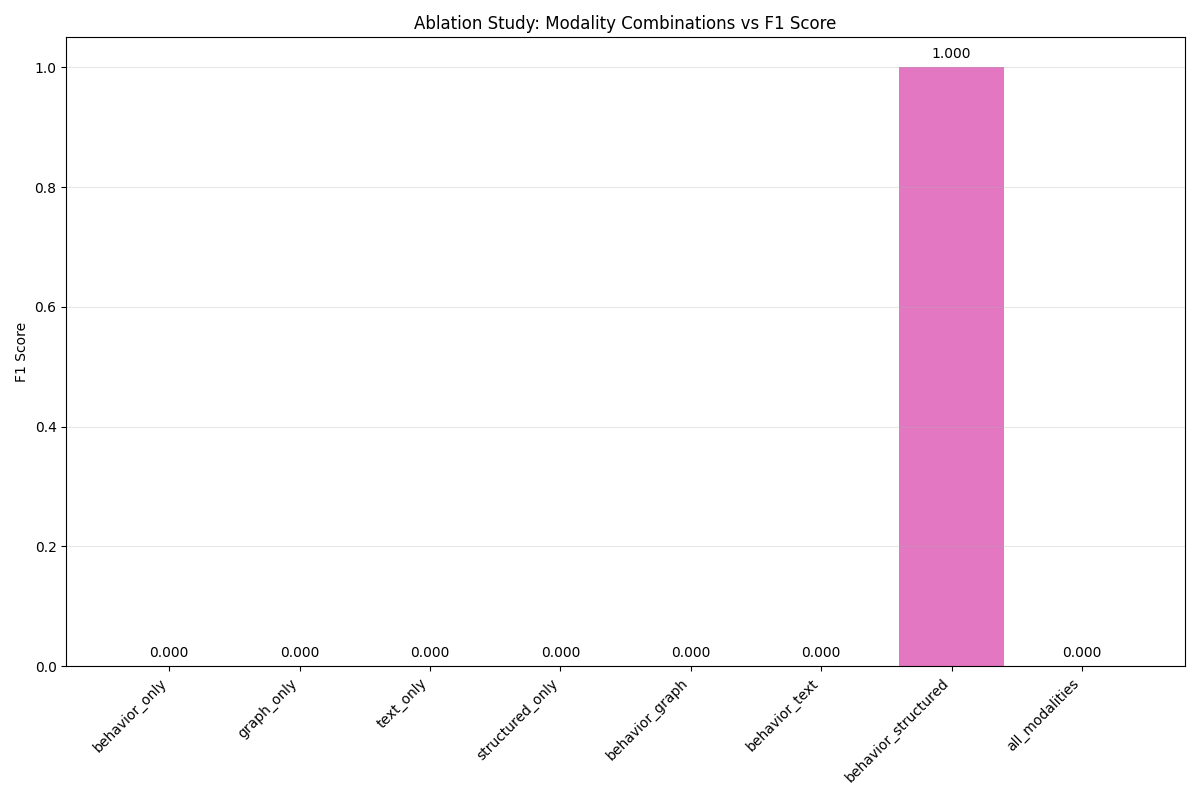 Ablation Study: Modality Combinations vs F1 Score
F1 Score
1.0
0.8
0.6
0.4
0.2
0.0
0.000
0.000
0.000
0.000
0.000
0.000
1.000
0.000
behavior_only
graph_only
text_only
structured_only
behavior_graph
behavior_text
behavior_structured
all_modalities